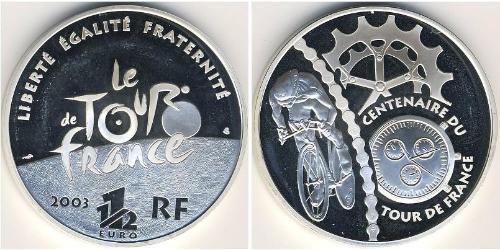 LIBERTÉ ÉGALITÉ FRATERNITÉ
Le
de TOUR
france
2003
1 1/2
EURO
RF
CENTENAIRE DU
TOUR DE FRANCE